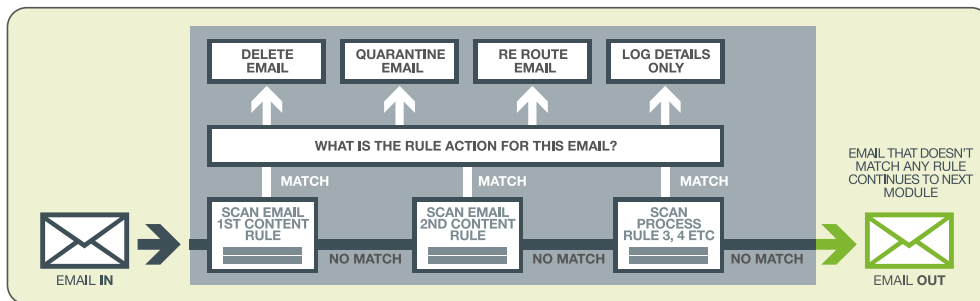 DELETE
EMAIL
QUARANTINE
EMAIL
RE ROUTE
EMAIL
LOG DETAILS
ONLY
WHAT IS THE RULE ACTION FOR THIS EMAIL?
MATCH
MATCH
MATCH
SCAN EMAIL
1ST CONTENT
RULE
NO MATCH
SCAN EMAIL
2ND CONTENT
RULE
NO MATCH
SCAN
PROCESS
RULE 3, 4 ETC
NO MATCH
EMAIL THAT DOESN'T
MATCH ANY RULE
CONTINUES TO NEXT
MODULE
EMAIL IN
EMAIL OUT